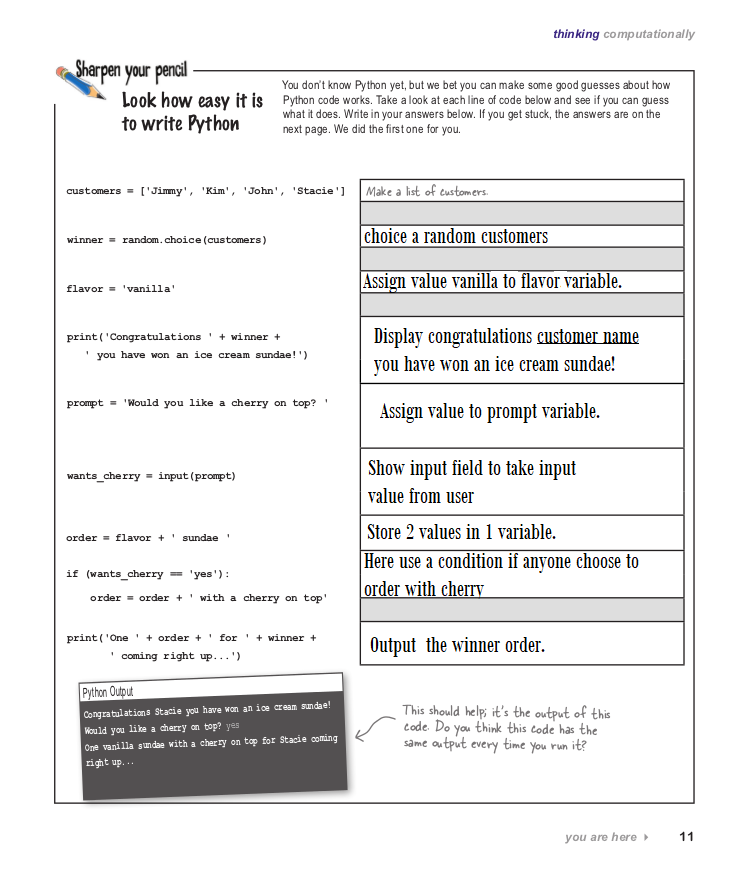 thinking computationally
Sharpen your pencil
Look how easy it is
to write Python
You don't know Python yet, but we bet you can make some good guesses about how
Python code works. Take a look at each line of code below and see if you can guess
what it does. Write in your answers below. If you get stuck, the answers are on the
next page. We did the first one for you.
customers = ['Jimmy', 'Kim', 'John', 'Stacie']
Make a list of customers.
winner = random.choice(customers)
choice a random customers
flavor = 'vanilla'
Assign value vanilla to flavor variable.
print('Congratulations ' + winner +
' you have won an ice cream sundae!')
Display congratulations customer name
you have won an ice cream sundae!
prompt = 'Would you like a cherry on top? '
Assign value to prompt variable.
wants_cherry = input(prompt)
Show input field to take input
value from user
order = flavor + ' sundae '
Store 2 values in 1 variable.
if (wants_cherry == 'yes'):
order = order + ' with a cherry on top'
Here use a condition if anyone choose to
order with cherry
print('One ' + order + ' for ' + winner +
' coming right up...')
Output the winner order.
Python Output
Congratulations Stacie you have won an ice cream sundae!
Would you like a cherry on top? yes
One vanilla sundae with a cherry on top for Stacie coming
right up...
This should help; it's the output of this
code. Do you think this code has the
same output every time you run it?
you are here
11